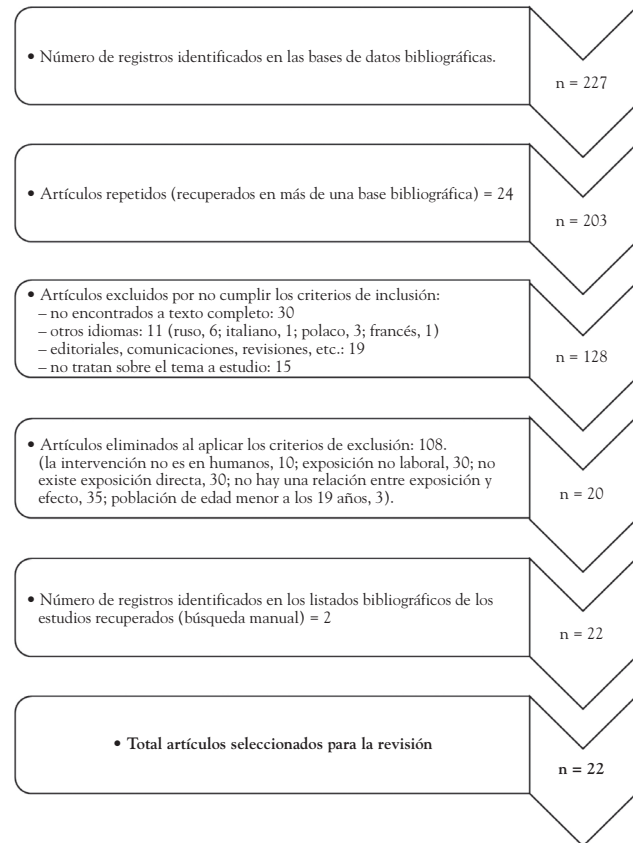 • Número de registros identificados en las bases de datos bibliográficas.
n = 227
• Artículos repetidos (recuperados en más de una base bibliográfica) = 24
n = 203
• Artículos excluidos por no cumplir los criterios de inclusión:
– no encontrados a texto completo: 30
– otros idiomas: 11 (ruso, 6; italiano, 1; polaco, 3; francés, 1)
– editoriales, comunicaciones, revisiones, etc.: 19
– no tratan sobre el tema a estudio: 15
n = 128
• Artículos eliminados al aplicar los criterios de exclusión: 108.
(la intervención no es en humanos, 10; exposición no laboral, 30; no
existe exposición directa, 30; no hay una relación entre exposición y
efecto, 35; población de edad menor a los 19 años, 3).
n = 20
• Número de registros identificados en los listados bibliográficos de los
estudios recuperados (búsqueda manual) = 2
n = 22
• Total artículos seleccionados para la revisión
n = 22